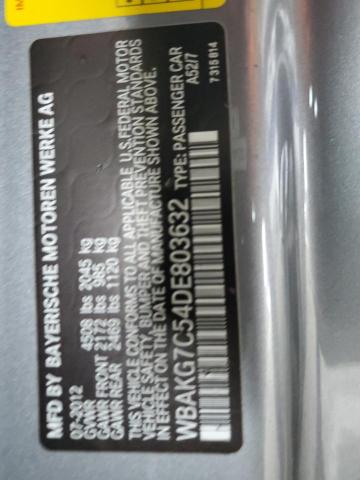 MFD BY BAYERISCHE MOTOREN WERKE AG
07-2012
GVWR 4508 lbs 2045 kg
GAWR FRONT 2172 lbs 985 kg
GAWR REAR 2469 lbs 1120 kg
THIS VEHICLE CONFORMS TO ALL APPLICABLE U.S. FEDERAL MOTOR
VEHICLE SAFETY, BUMPER, AND THEFT PREVENTION STANDARDS
IN EFFECT ON THE DATE OF MANUFACTURE SHOWN ABOVE.
WBAKG7C54DE803632 TYPE: PASSENGER CAR
A52/7
7 315 814